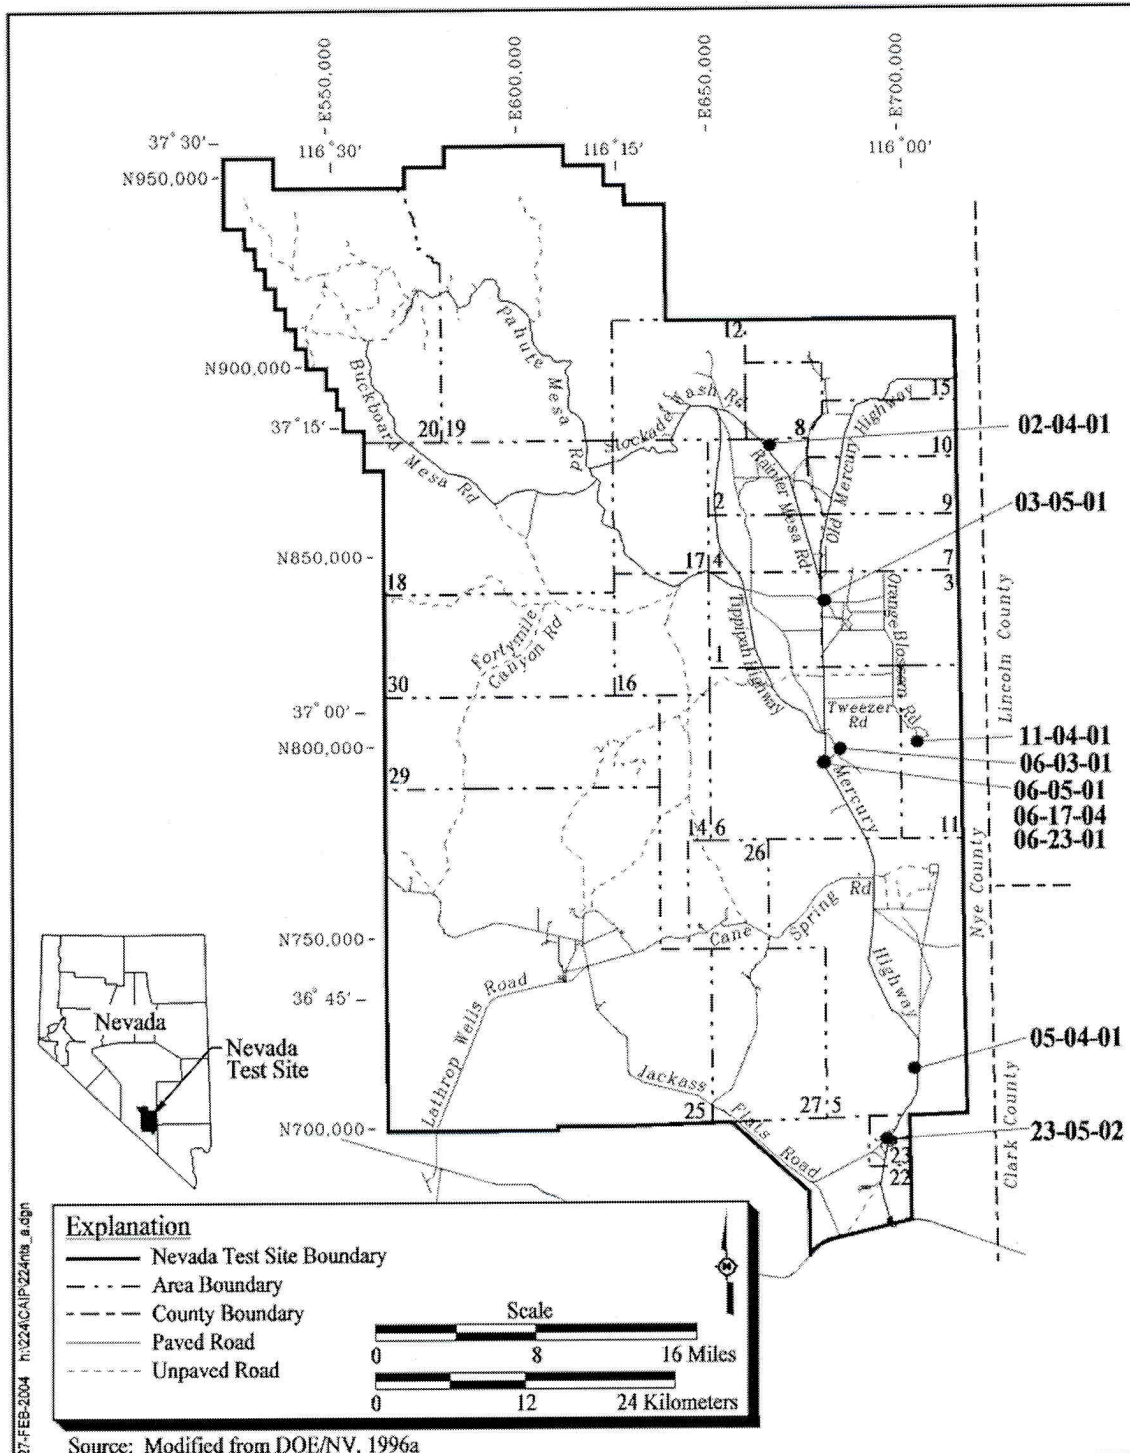 E550,000
E600,000
E650,000
E700,000
37° 30'
116° 30'
116° 15'
116° 00'
N950,000
N900,000
37° 15'
N850,000
37° 00'
N800,000
N750,000
36° 45'
N700,000
Pahute Mesa Rd
Buckboard Mesa Rd
Stockade Wash Rd
Rainier Mesa Rd
Old Mercury Highway
Tippipah Highway
Orange Blossom Rd
Tweezer Rd
Fortymile Canyon Rd
Mercury Highway
Cane Spring Rd
Lathrop Wells Road
Jackass Flats Road
12
15
20
19
8
10
2
9
17
4
7
3
18
1
30
16
29
14
6
11
26
25
27
5
23
22
02-04-01
03-05-01
11-04-01
06-03-01
06-05-01
06-17-04
06-23-01
05-04-01
23-05-02
Lincoln County
Nye County
Clark County
Nevada
Nevada
Test Site
Explanation
Nevada Test Site Boundary
Area Boundary
County Boundary
Paved Road
Unpaved Road
Scale
0 8 16 Miles
0 12 24 Kilometers
N
27-FEB-2004 h:\224\CAIP\224nts_a.dgn
Source: Modified from DOE/NV, 1996a